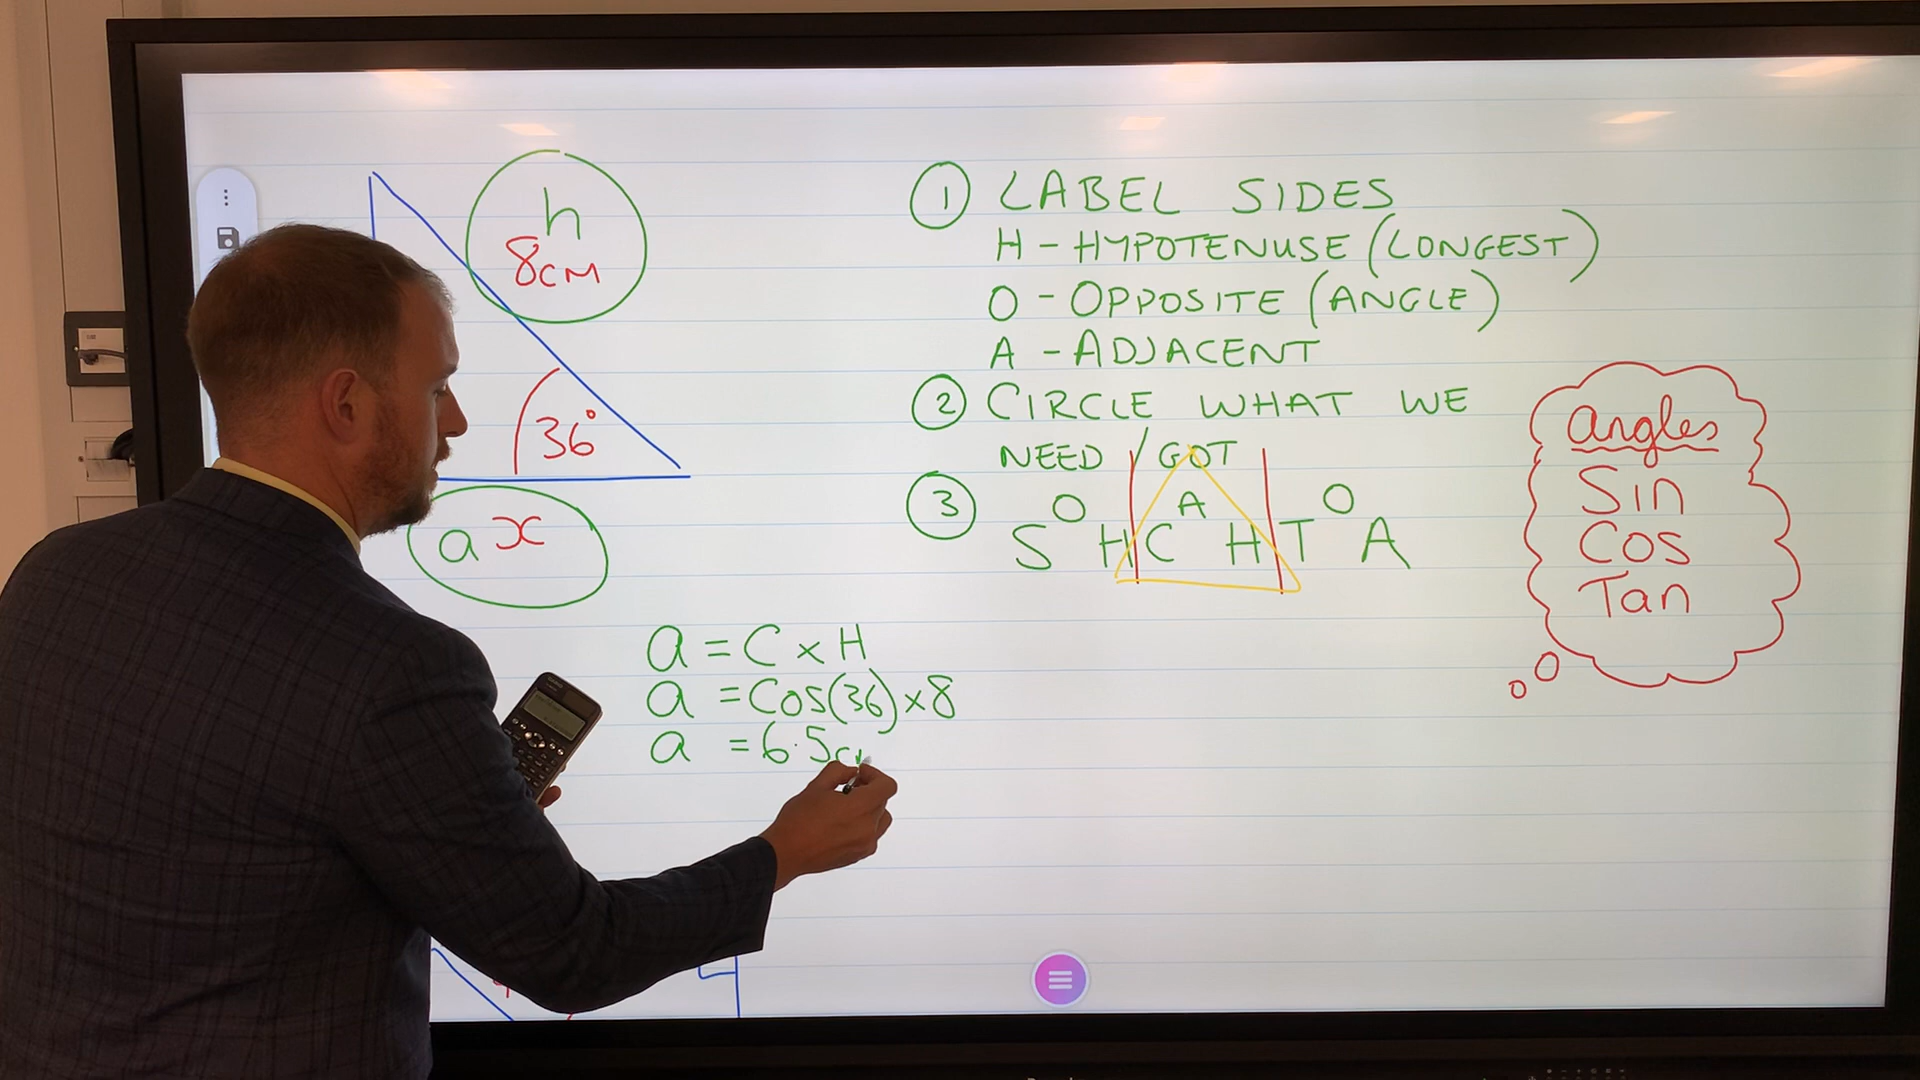 h
8cm
36°
a x
① LABEL SIDES
H - HYPOTENUSE (LONGEST)
O - OPPOSITE (ANGLE)
A - ADJACENT
② CIRCLE WHAT WE
NEED / GOT
③ S O H C A H T O A
Angles
Sin
Cos
Tan
a = C × H
a = Cos(36) × 8
a = 6.5c